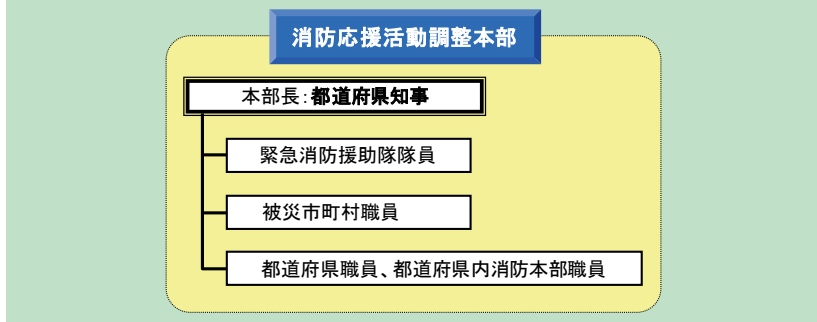 消防応援活動調整本部
本部長：都道府県知事
緊急消防援助隊隊員
被災市町村職員
都道府県職員、都道府県内消防本部職員